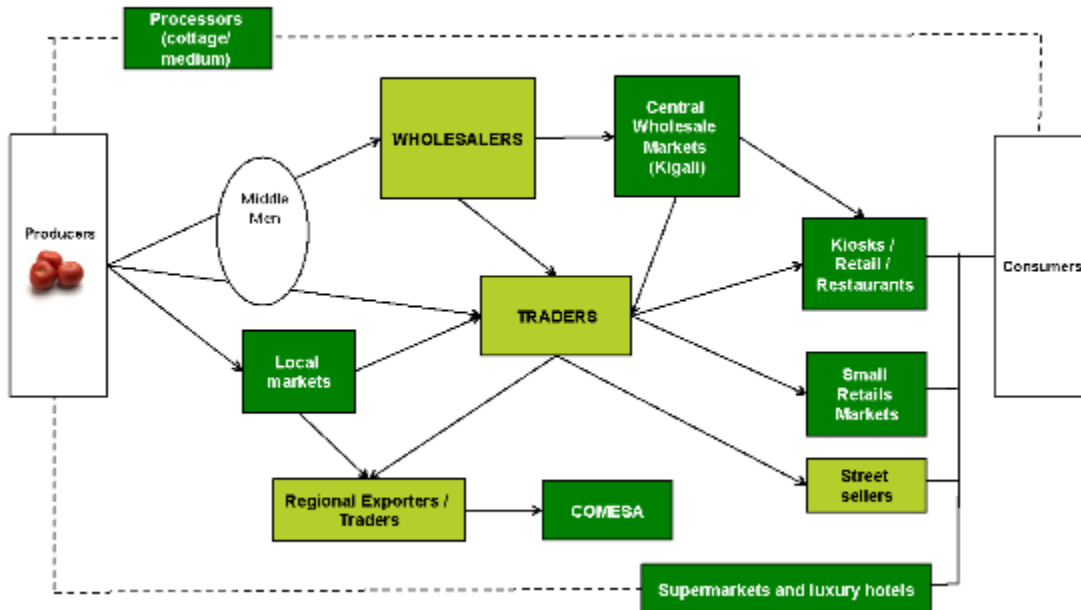 Processors
(cottage/
medium)
WHOLESALERS
Central
Wholesale
Markets
(Kigali)
Middle
Men
Producers
Kiosks /
Retail /
Restaurants
Consumers
TRADERS
Local
markets
Small
Retails
Markets
Street
sellers
Regional Exporters /
Traders
COMESA
Supermarkets and luxury hotels